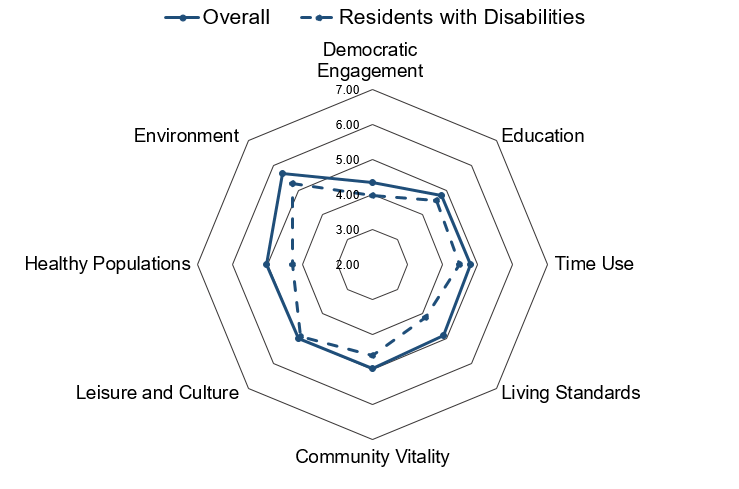 Overall
Residents with Disabilities
Democratic
Engagement
7.00
6.00
Environment
Education
5.00
4.00
3.00
Healthy Populations
2.00
Time Use
Leisure and Culture
Living Standards
Community Vitality